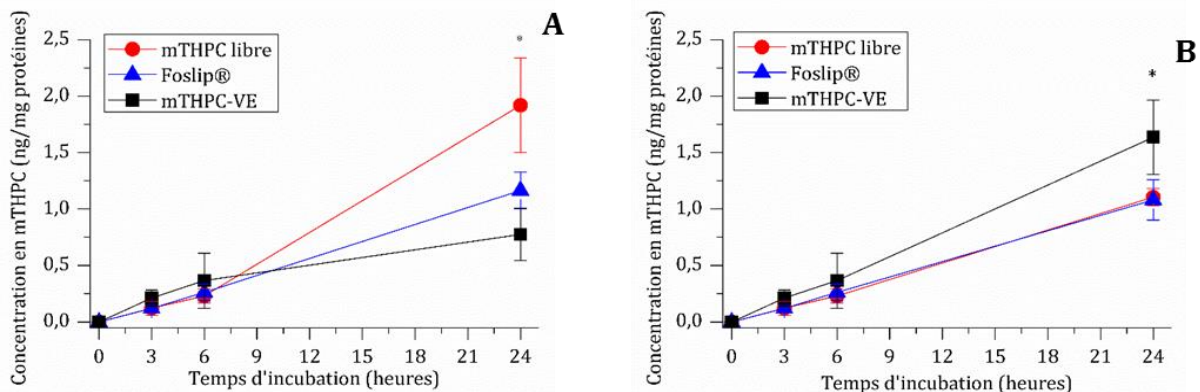 A
Concentration en mTHPC (ng/mg protéines)
2,5
2,0
1,5
1,0
0,5
0,0
mTHPC libre
Foslip®
mTHPC-VE
*
0 3 6 9 12 15 18 21 24
Temps d'incubation (heures)
B
Concentration en mTHPC (ng/mg protéines)
2,5
2,0
1,5
1,0
0,5
0,0
mTHPC libre
Foslip®
mTHPC-VE
*
0 3 6 9 12 15 18 21 24
Temps d'incubation (heures)